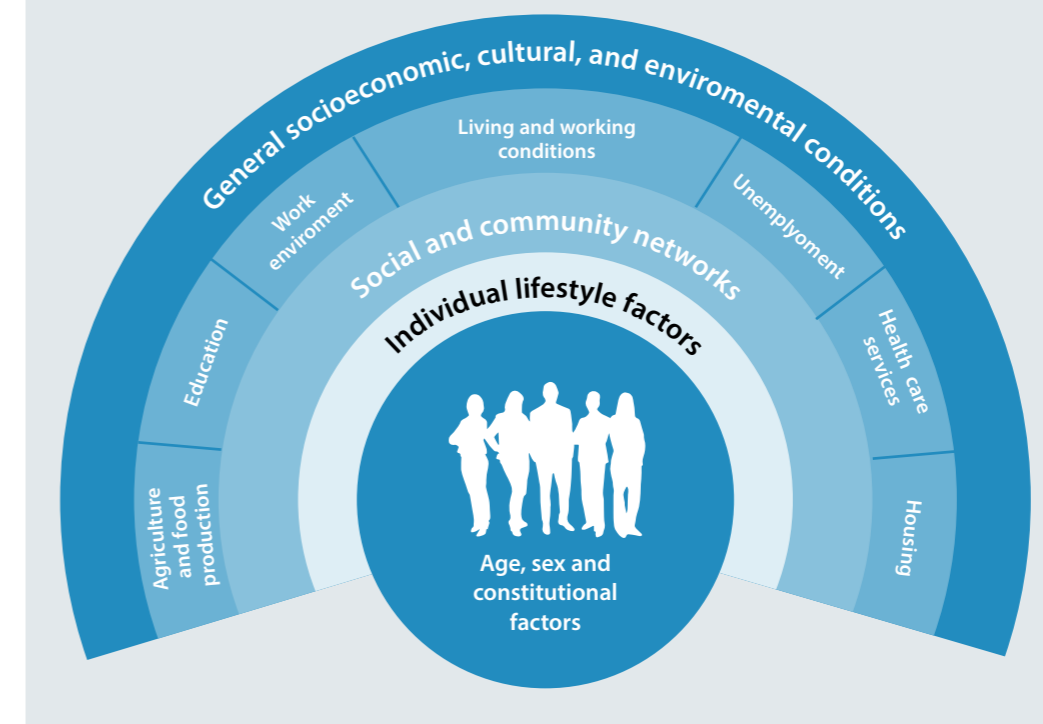 General socioeconomic, cultural, and enviromental conditions
Living and working
conditions
Work
enviroment
Unemplyoment
Education
Health care
services
Agriculture
and food
production
Housing
Social and community networks
Individual lifestyle factors
Age, sex and
constitutional
factors